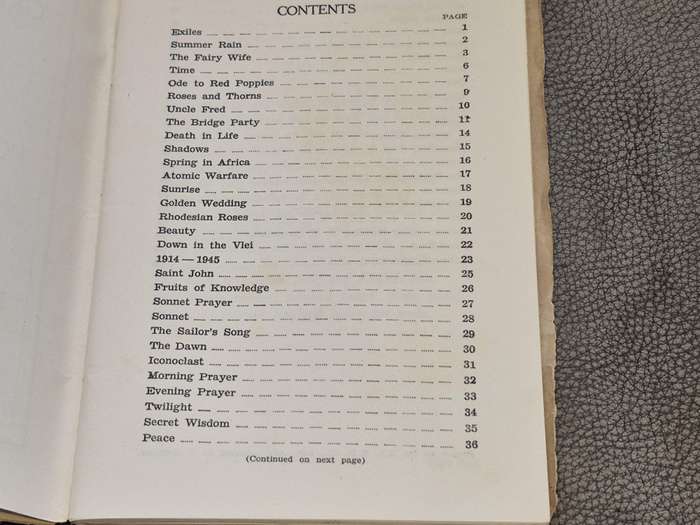 CONTENTS
PAGE
Exiles 1
Summer Rain 2
The Fairy Wife 3
Time 6
Ode to Red Poppies 7
Roses and Thorns 9
Uncle Fred 10
The Bridge Party 11
Death in Life 14
Shadows 15
Spring in Africa 16
Atomic Warfare 17
Sunrise 18
Golden Wedding 19
Rhodesian Roses 20
Beauty 21
Down in the Vlei 22
1914 — 1945 23
Saint John 25
Fruits of Knowledge 26
Sonnet Prayer 27
Sonnet 28
The Sailor's Song 29
The Dawn 30
Iconoclast 31
Morning Prayer 32
Evening Prayer 33
Twilight 34
Secret Wisdom 35
Peace 36
(Continued on next page)